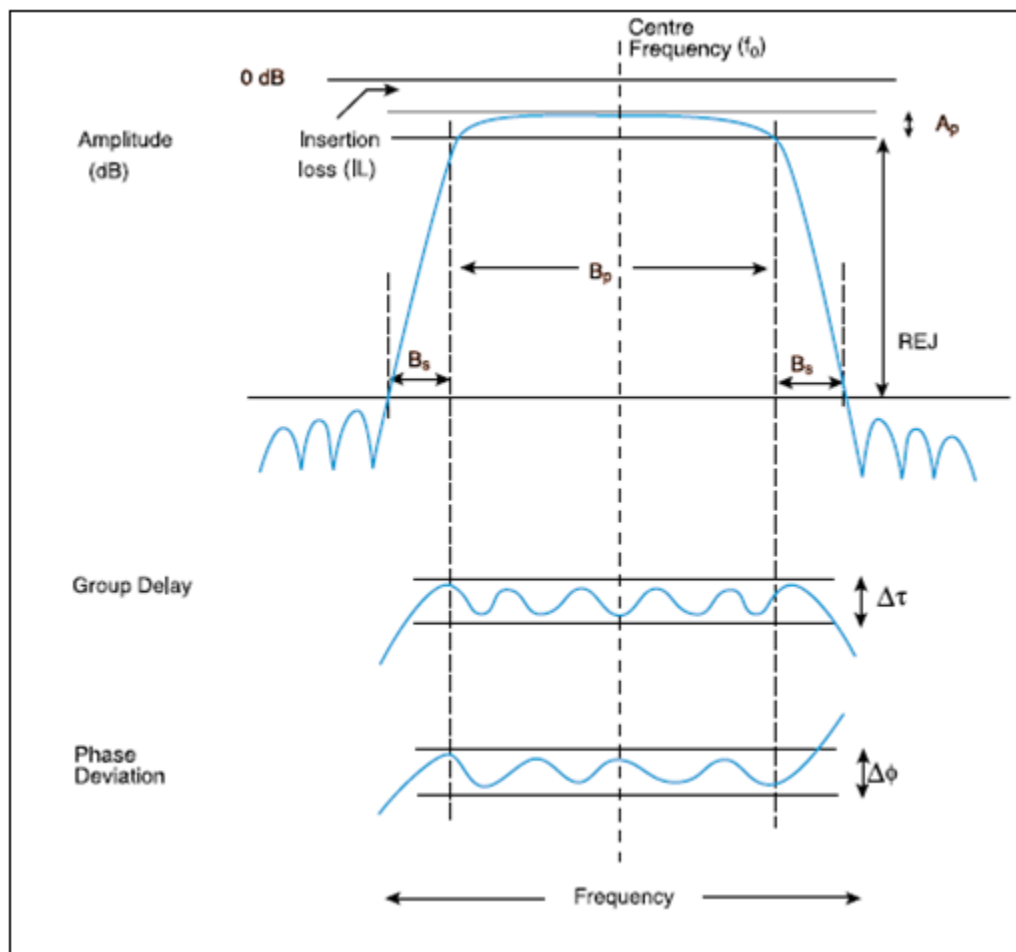 Centre
Frequency (f₀)
0 dB
Amplitude
(dB)
Insertion
loss (IL)
Aₚ
Bₚ
REJ
Bₛ
Bₛ
Group Delay
Δτ
Phase
Deviation
Δϕ
Frequency